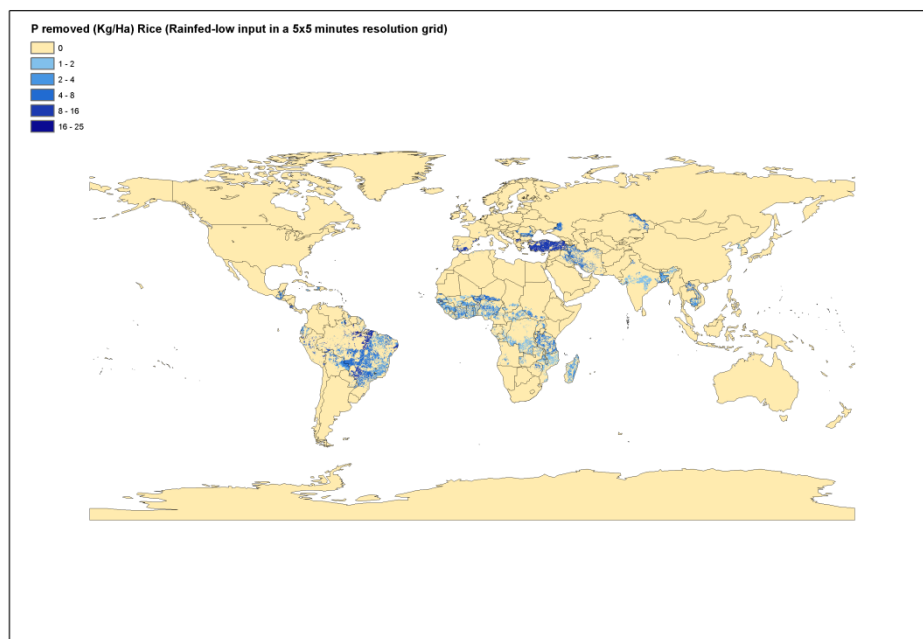 P removed (Kg/Ha) Rice (Rainfed-low input in a 5x5 minutes resolution grid)
0
1 - 2
2 - 4
4 - 8
8 - 16
16 - 25